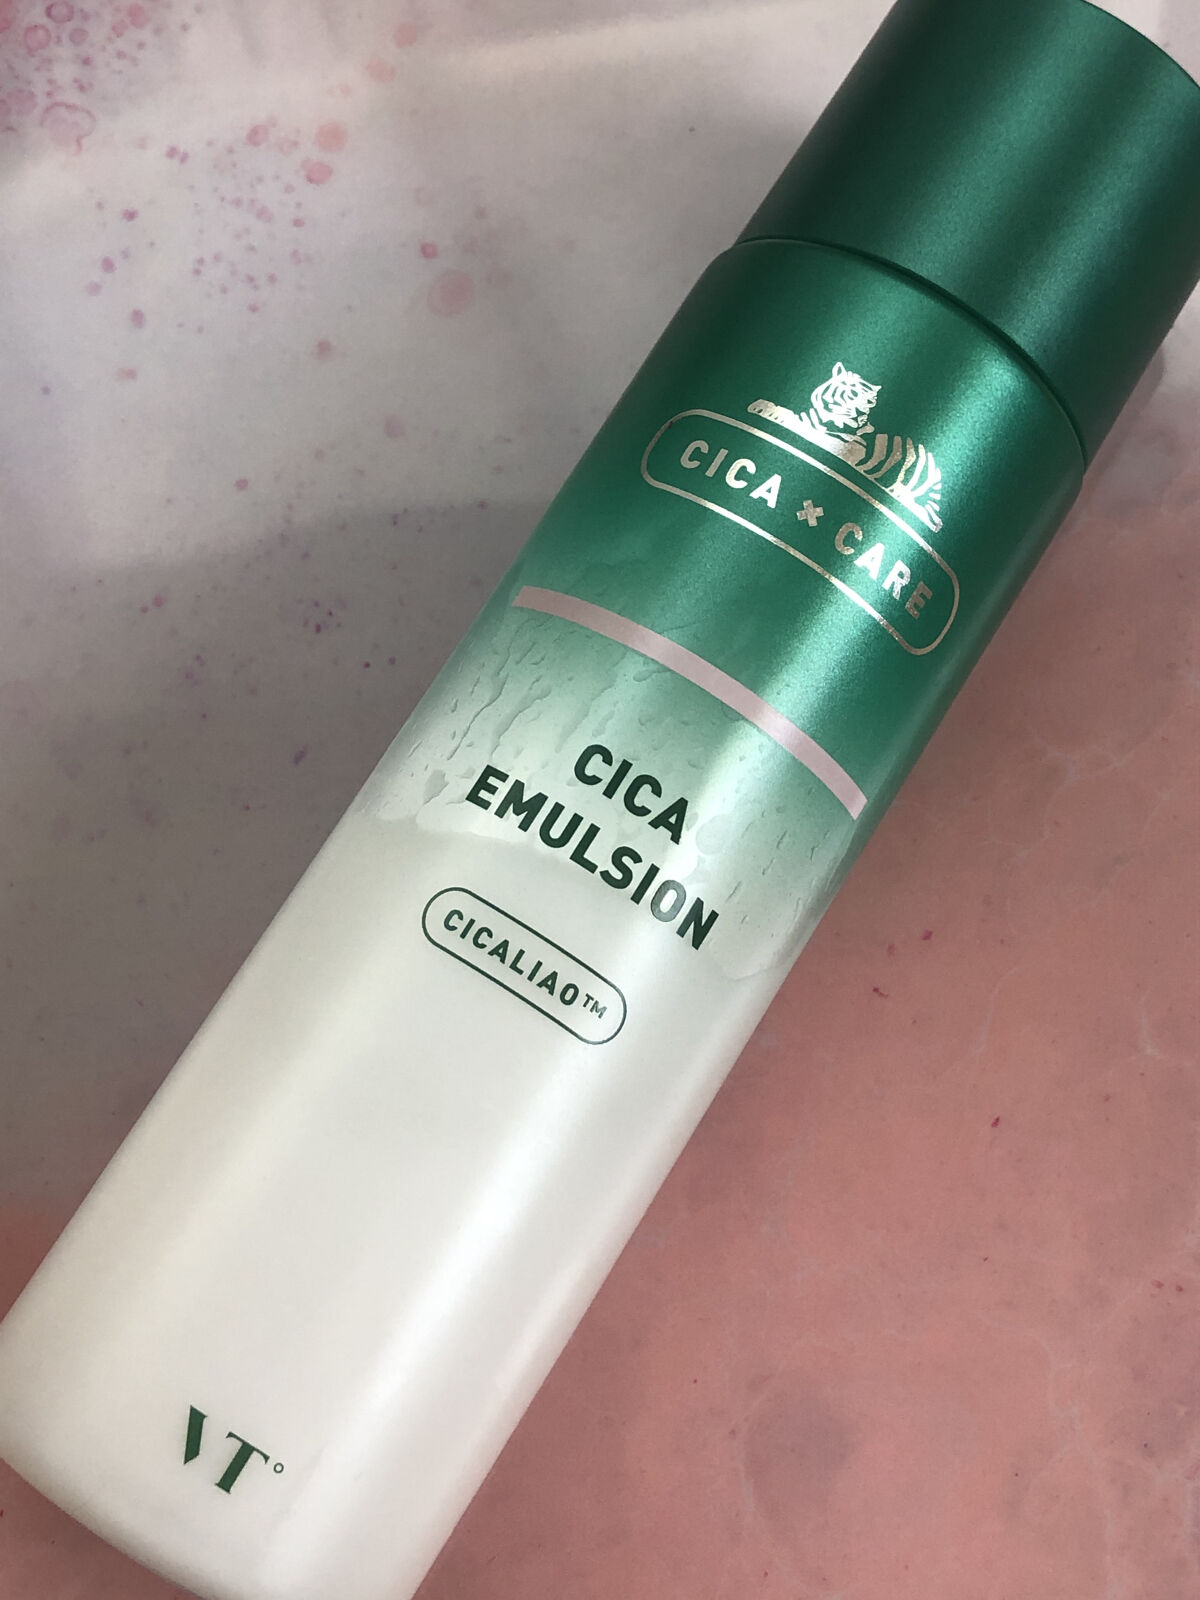 CICA × CARE
CICA
EMULSION
CICALIAO™
VT°